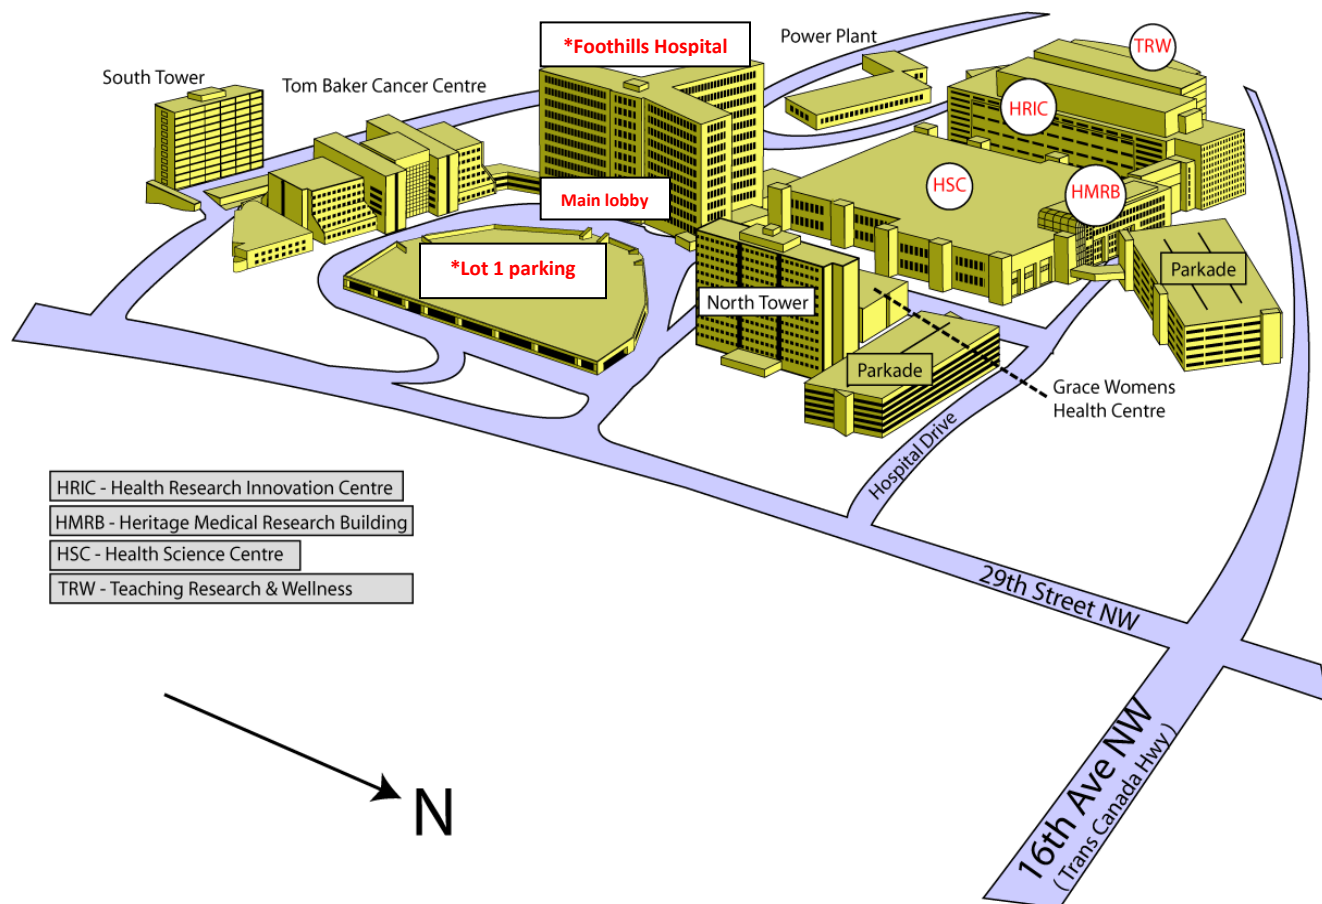 *Foothills Hospital
Power Plant
TRW
South Tower
Tom Baker Cancer Centre
HRIC
HSC
HMRB
Main lobby
*Lot 1 parking
Parkade
North Tower
Parkade
Grace Womens
Health Centre
Hospital Drive
HRIC - Health Research Innovation Centre
HMRB - Heritage Medical Research Building
HSC - Health Science Centre
TRW - Teaching Research & Wellness
29th Street NW
16th Ave NW
( Trans Canada Hwy )
N